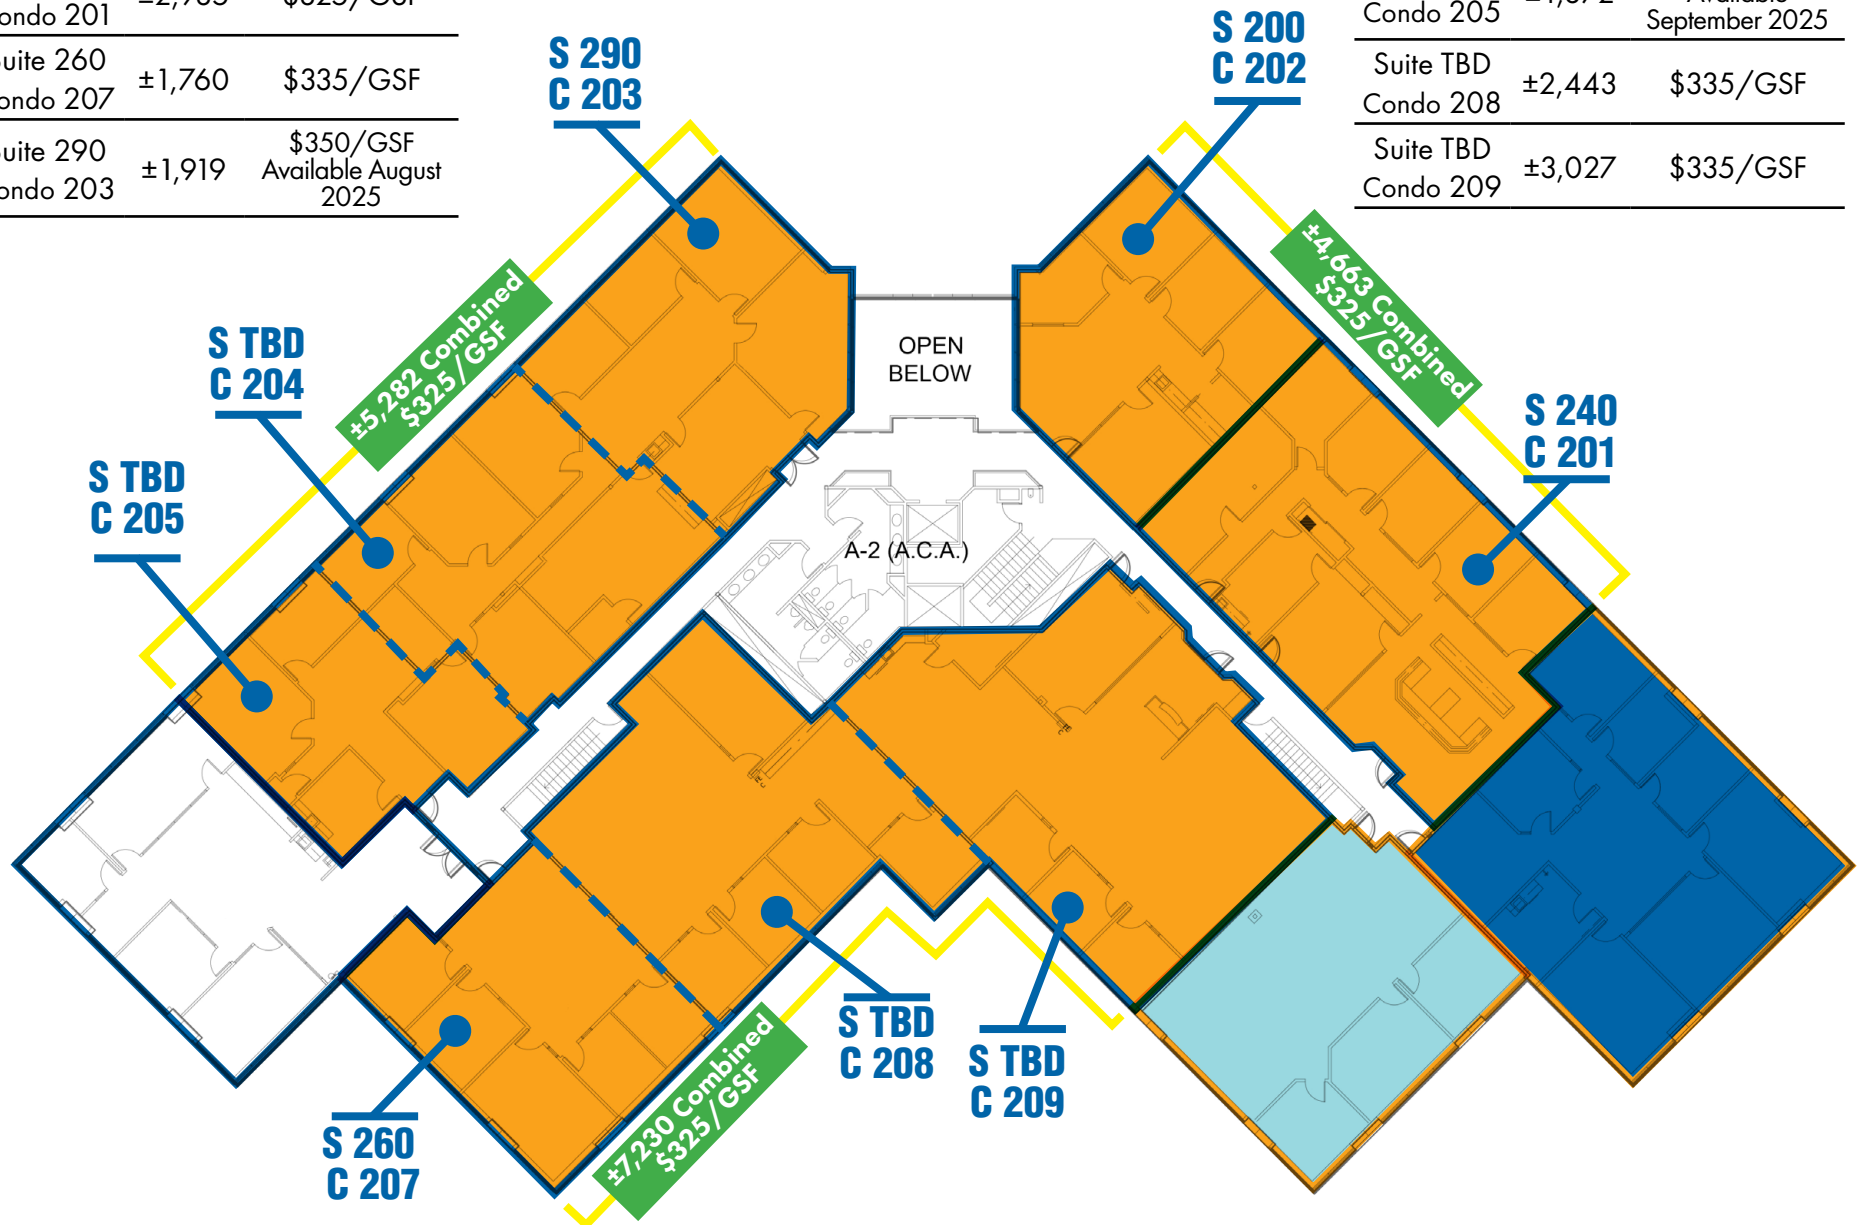 ondo 201
$325/GSF
uite 260
ondo 207
±1,760
$335/GSF
uite 290
ondo 203
±1,919
$350/GSF
Available August
2025
Condo 205
Available
September 2025
Suite TBD
Condo 208
±2,443
$335/GSF
Suite TBD
Condo 209
±3,027
$335/GSF
S 290
C 203
S 200
C 202
±5,282 Combined
$325/GSF
±4,663 Combined
$325/GSF
S TBD
C 204
OPEN
BELOW
S 240
C 201
S TBD
C 205
A-2 (A.C.A.)
S TBD
C 208
S TBD
C 209
±7,230 Combined
$325/GSF
S 260
C 207